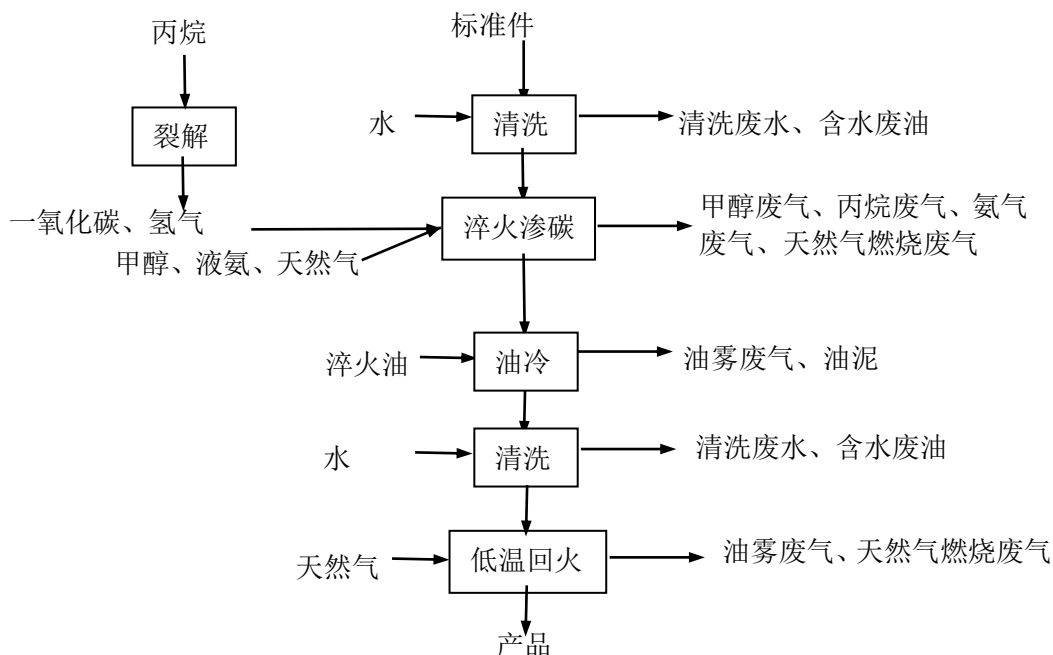 丙烷
标准件
裂解
水
清洗
清洗废水、含水废油
一氧化碳、氢气
甲醇、液氨、天然气
淬火渗碳
甲醇废气、丙烷废气、氨气
废气、天然气燃烧废气
淬火油
油冷
油雾废气、油泥
水
清洗
清洗废水、含水废油
天然气
低温回火
油雾废气、天然气燃烧废气
产品